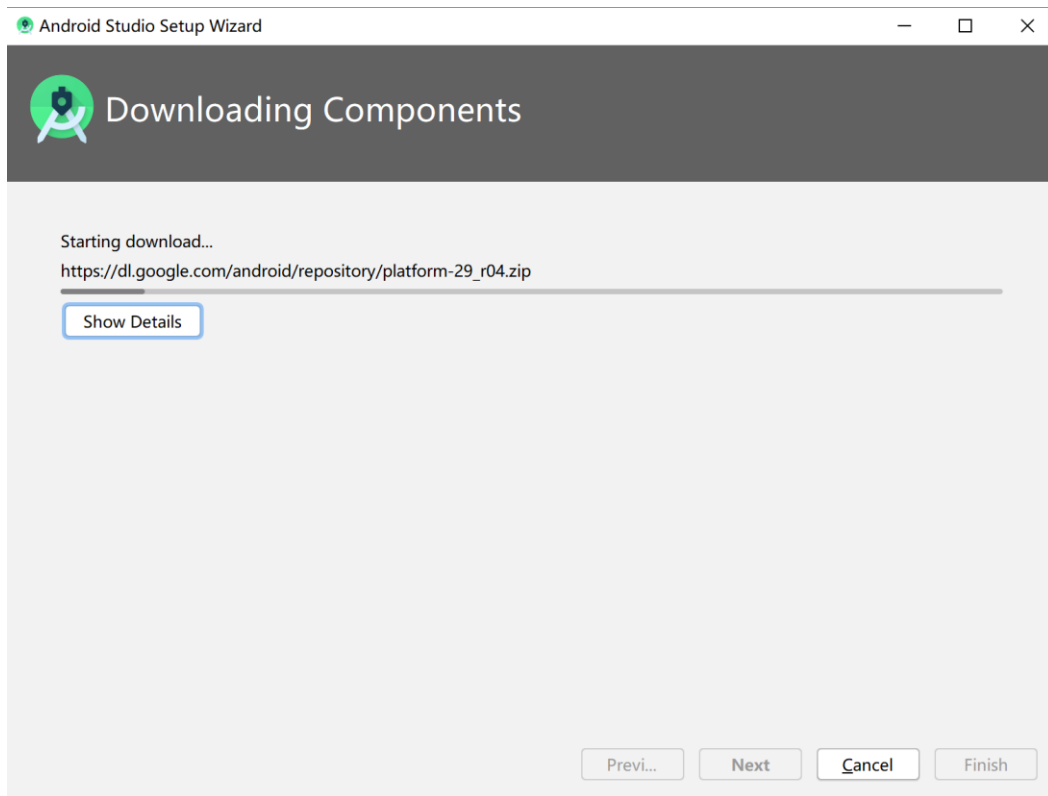 Android Studio Setup Wizard
Downloading Components
Starting download...
https://dl.google.com/android/repository/platform-29_r04.zip
Show Details
Previ... Next Cancel Finish